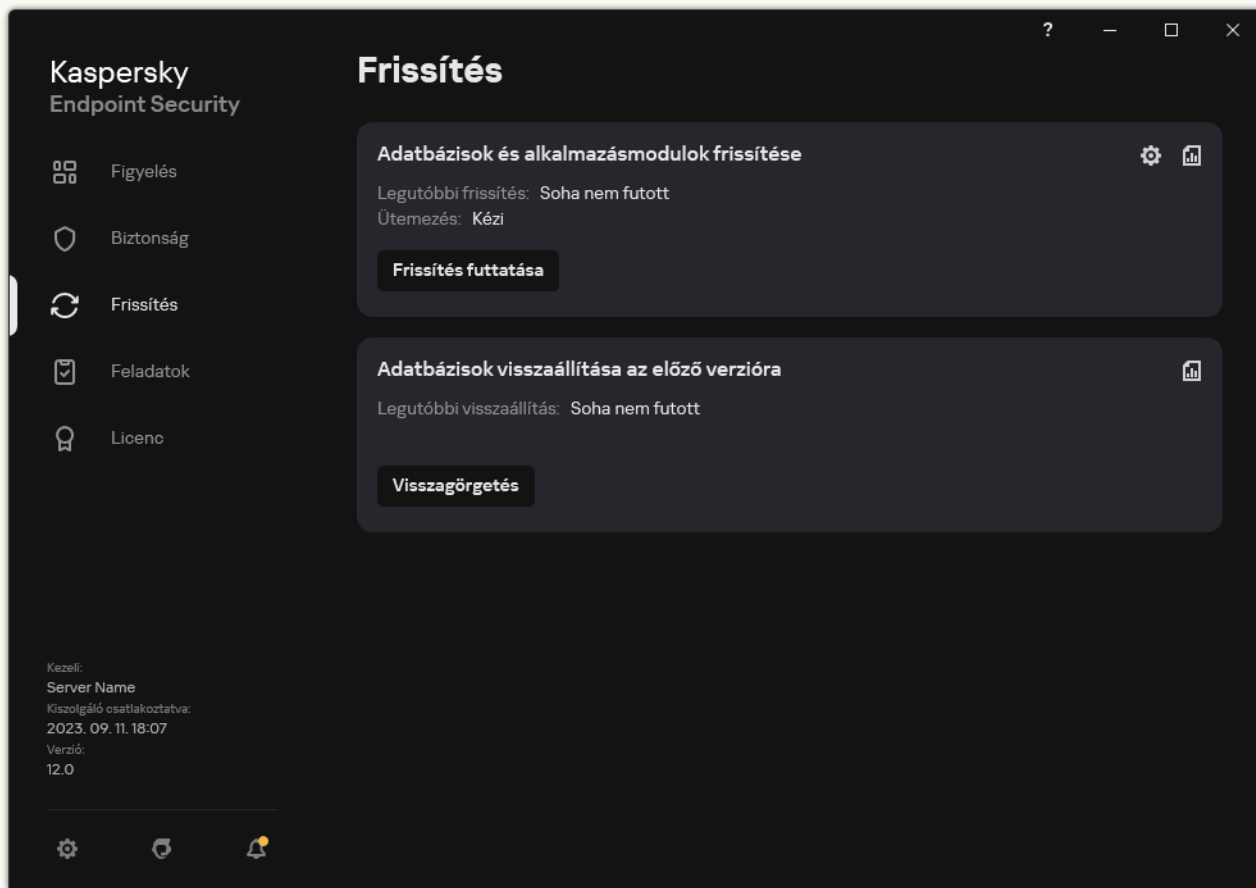 ?
Kaspersky
Endpoint Security
Figyelés
Biztonság
Frissítés
Feladatok
Licenc
Kezeli:
Server Name
Kiszolgáló csatlakoztatva:
2023. 09. 11. 18:07
Verzió:
12.0
Frissítés
Adatbázisok és alkalmazásmodulok frissítése
Legutóbbi frissítés: Soha nem futott
Ütemezés: Kézi
Frissítés futtatása
Adatbázisok visszaállítása az előző verzióra
Legutóbbi visszaállítás: Soha nem futott
Visszagörgetés